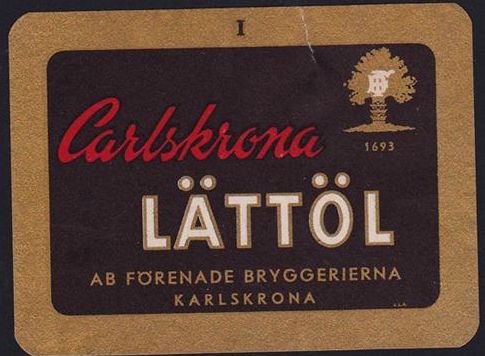 I
1693
Carlskrona
LÄTTÖL
AB FÖRENADE BRYGGERIERNA
KARLSKRONA